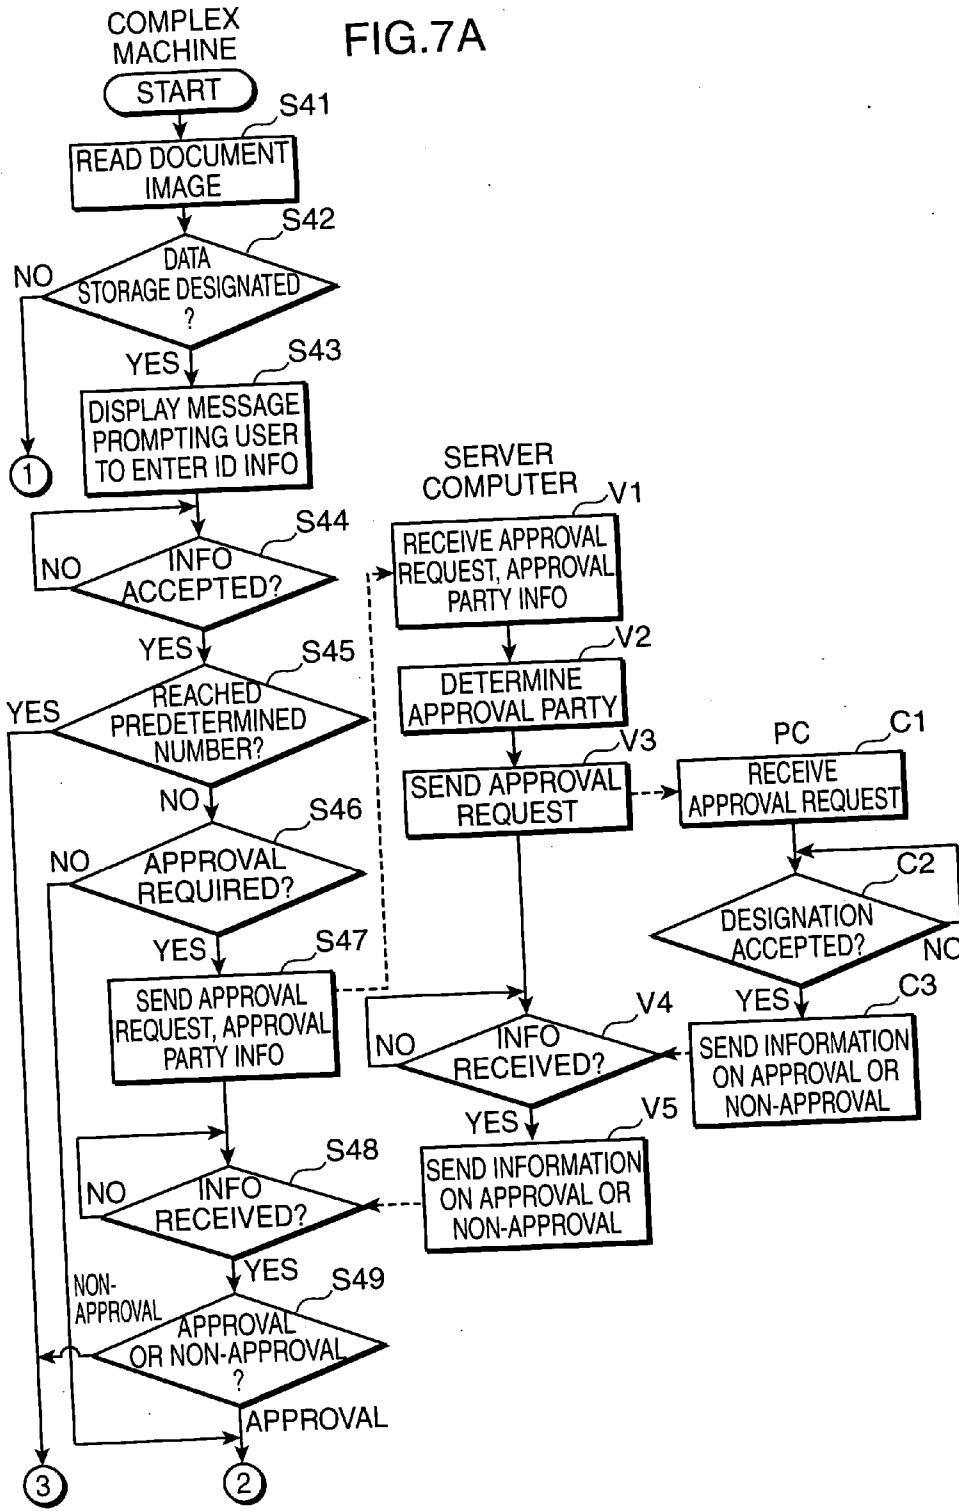 FIG.7A
COMPLEX
MACHINE
START
S41
READ DOCUMENT
IMAGE
S42
DATA
STORAGE DESIGNATED
?
NO
YES
S43
DISPLAY MESSAGE
PROMPTING USER
TO ENTER ID INFO
1
S44
INFO
ACCEPTED?
NO
YES
S45
REACHED
PREDETERMINED
NUMBER?
YES
NO
S46
APPROVAL
REQUIRED?
NO
YES
S47
SEND APPROVAL
REQUEST, APPROVAL
PARTY INFO
S48
INFO
RECEIVED?
NO
YES
S49
APPROVAL
OR NON-APPROVAL
?
NON-
APPROVAL
APPROVAL
3
2
SERVER
COMPUTER
V1
RECEIVE APPROVAL
REQUEST, APPROVAL
PARTY INFO
V2
DETERMINE
APPROVAL PARTY
V3
SEND APPROVAL
REQUEST
V4
INFO
RECEIVED?
NO
YES
V5
SEND INFORMATION
ON APPROVAL OR
NON-APPROVAL
PC
C1
RECEIVE
APPROVAL REQUEST
C2
DESIGNATION
ACCEPTED?
NO
YES
C3
SEND INFORMATION
ON APPROVAL OR
NON-APPROVAL